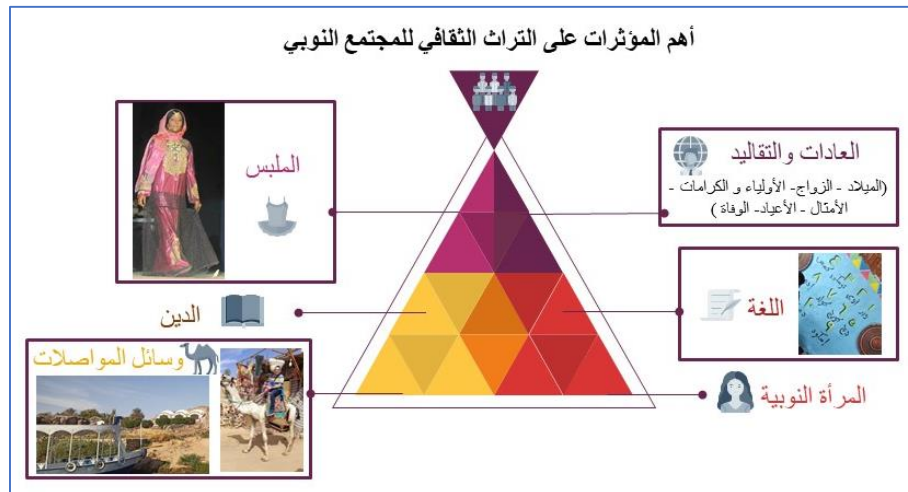 أهم المؤثرات على التراث الثقافي للمجتمع النوبي
العادات والتقاليد
(الميلاد - الزواج- الأولياء و الكرامات -
الأمثال - الأعياد- الوفاة )
الملبس
اللغة
الدين
وسائل المواصلات
المرأة النوبية